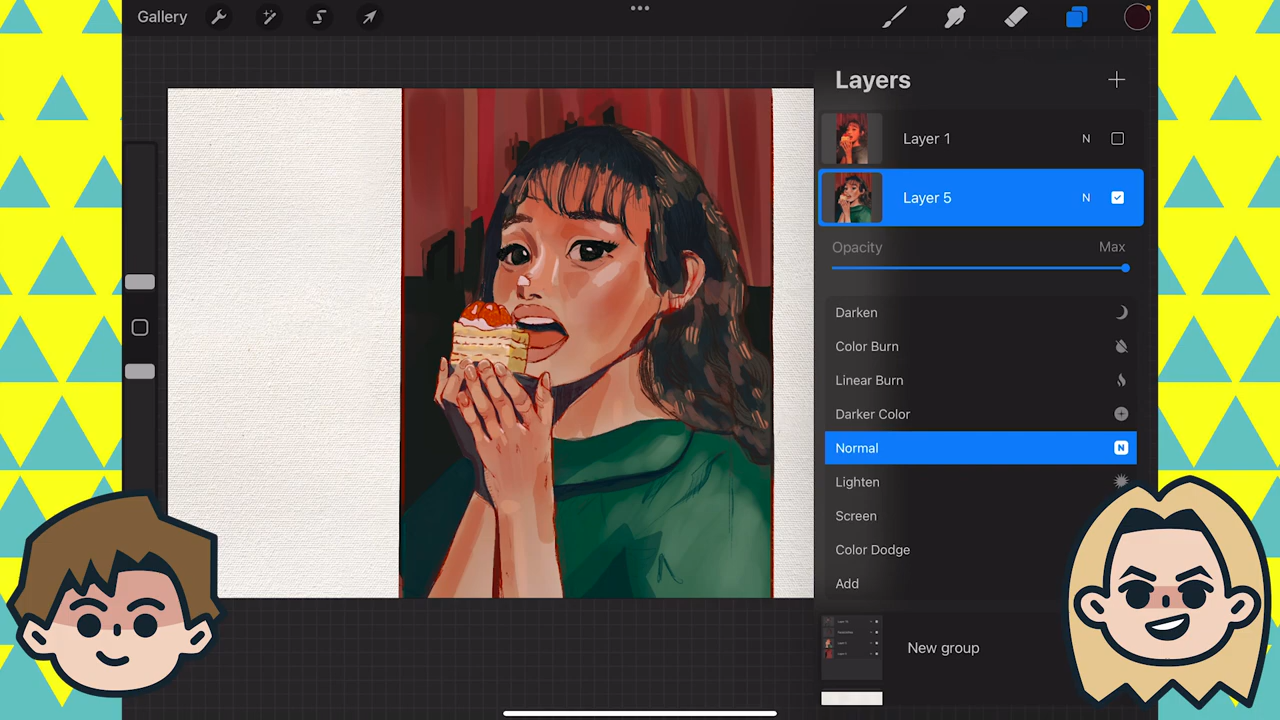 Gallery
Layers
Layer 1 N
Layer 5 N
Opacity Max
Darken
Color Burn
Linear Burn
Darker Color
Normal N
Lighten
Screen
Color Dodge
Add
New group